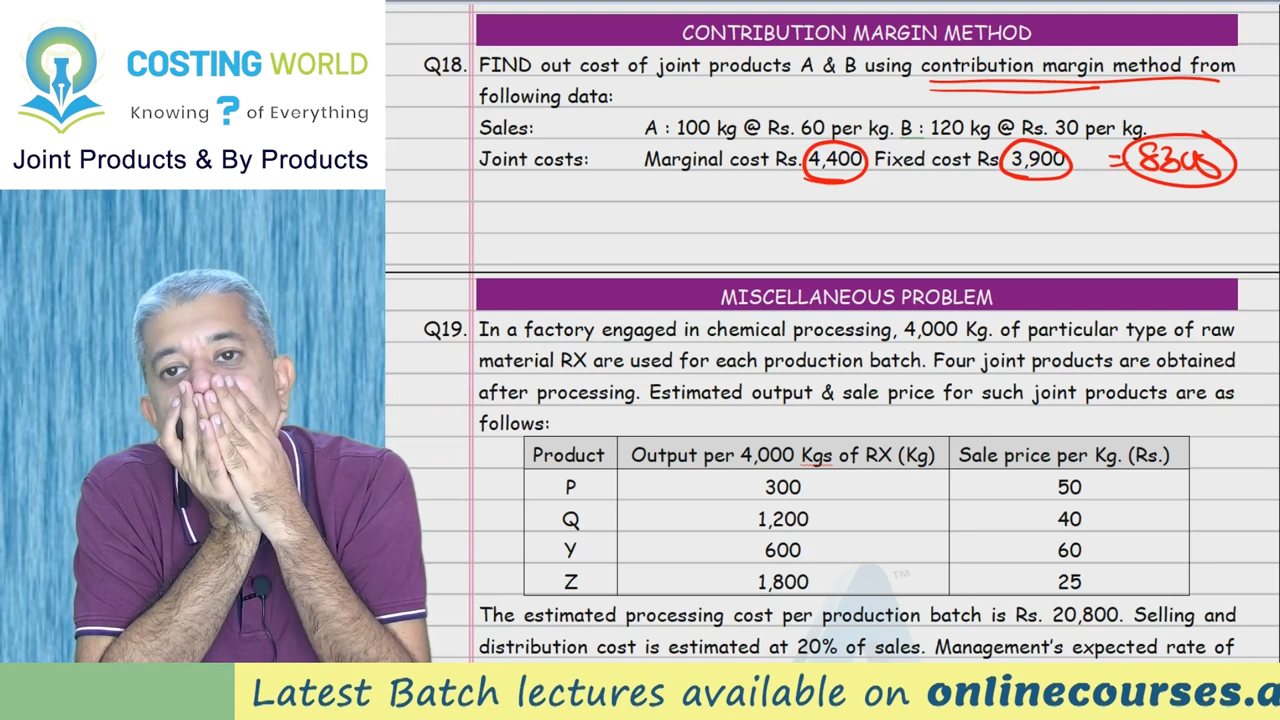 COSTING WORLD
Knowing ? of Everything
Joint Products & By Products
CONTRIBUTION MARGIN METHOD
Q18. FIND out cost of joint products A & B using contribution margin method from
following data:
Sales: A : 100 kg @ Rs. 60 per kg. B : 120 kg @ Rs. 30 per kg.
Joint costs: Marginal cost Rs. 4,400 Fixed cost Rs 3,900 =
MISCELLANEOUS PROBLEM
Q19. In a factory engaged in chemical processing, 4,000 Kg. of particular type of raw
material RX are used for each production batch. Four joint products are obtained
after processing. Estimated output & sale price for such joint products are as
follows:
Product Output per 4,000 Kgs of RX (Kg) Sale price per Kg. (Rs.)
P 300 50
Q 1,200 40
Y 600 60
Z 1,800 25
TM
The estimated processing cost per production batch is Rs. 20,800. Selling and
distribution cost is estimated at 20% of sales. Management's expected rate of
Latest Batch lectures available on onlinecourses.a